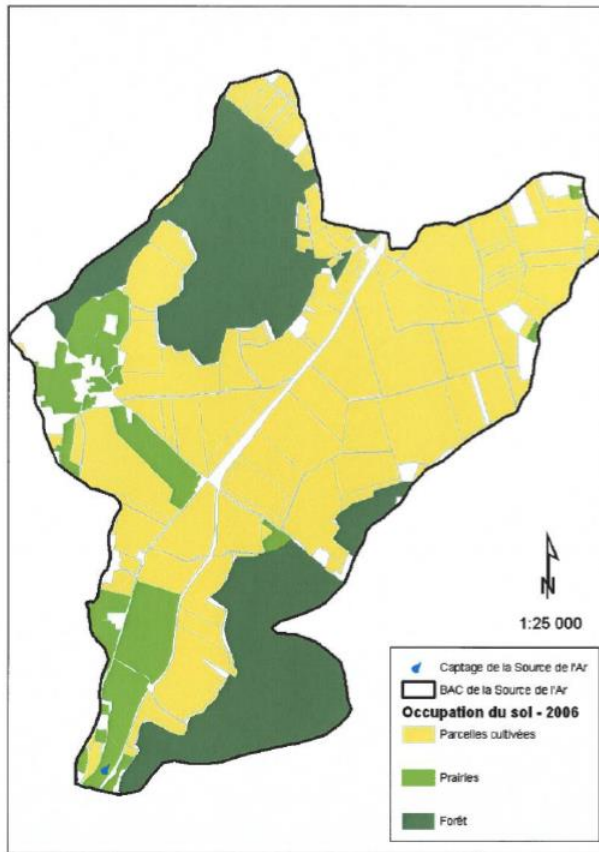 N
1:25 000
Captage de la Source de l'Ar
BAC de la Source de l'Ar
Occupation du sol - 2006
Parcelles cultivées
Prairies
Forêt